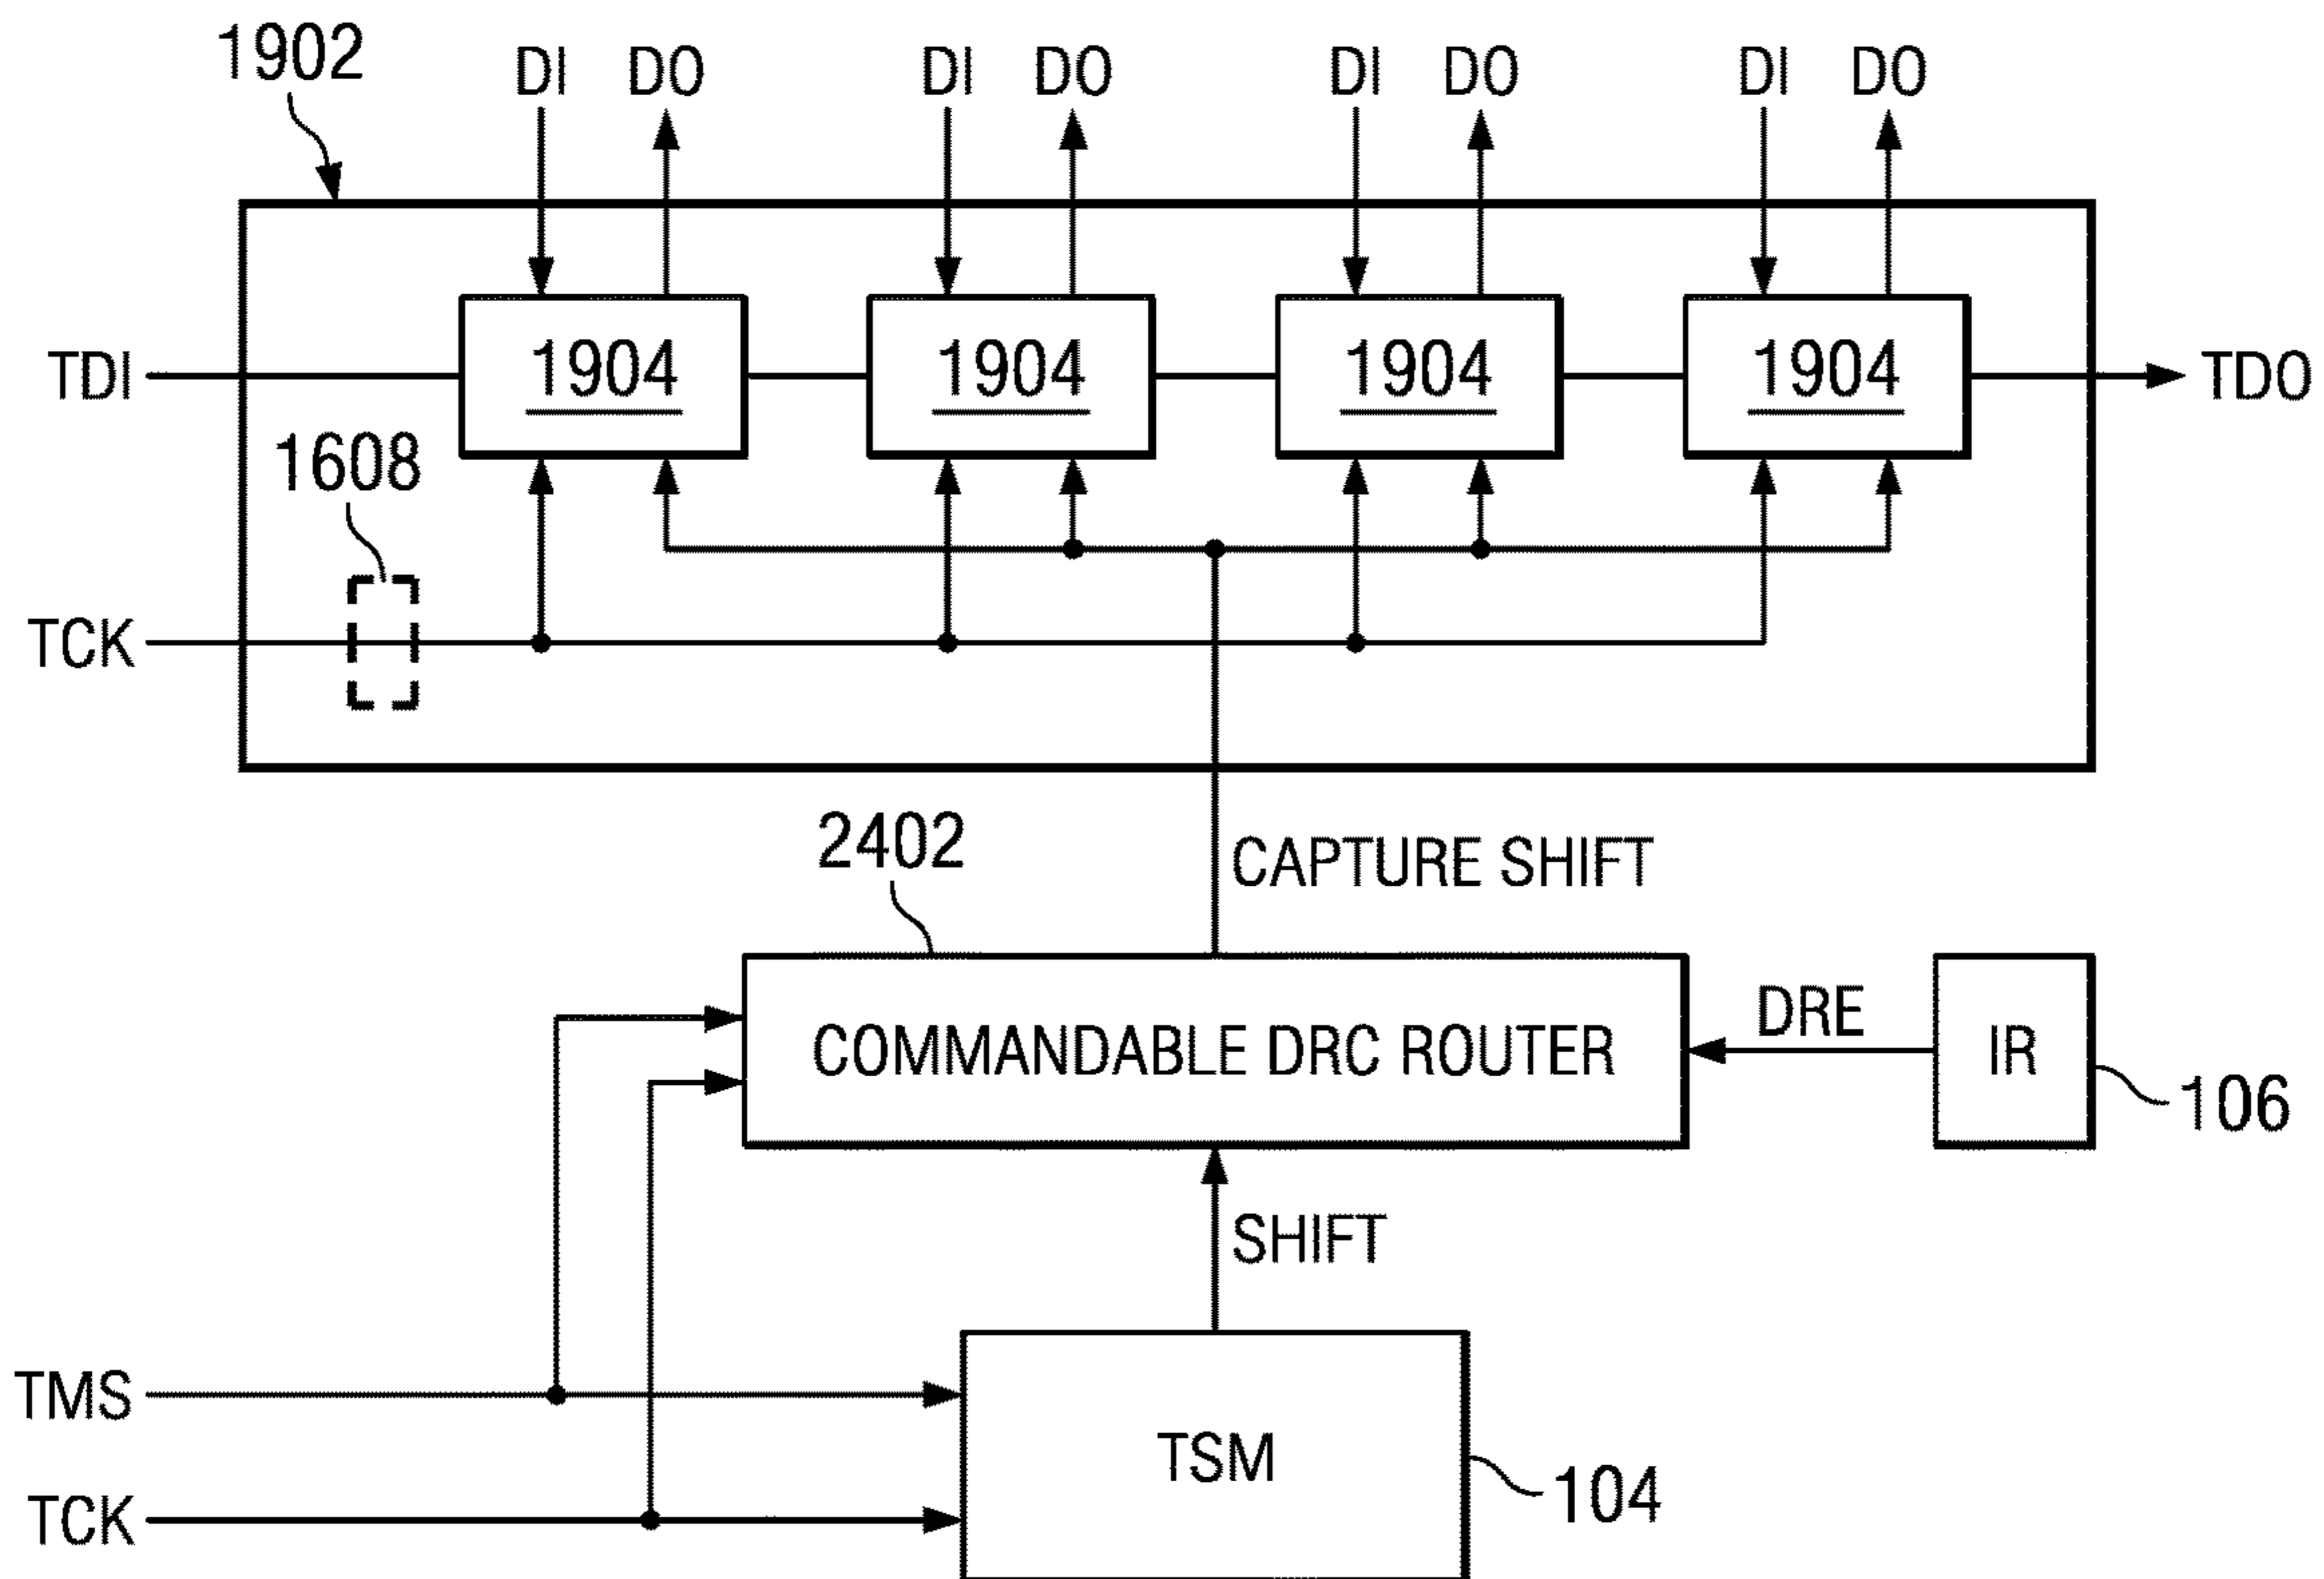 1902
DI DO DI DO DI DO DI DO
TDI 1904 1904 1904 1904 TDO
1608
TCK
2402
CAPTURE SHIFT
COMMANDABLE DRC ROUTER
DRE
IR
106
SHIFT
TMS
TSM
104
TCK